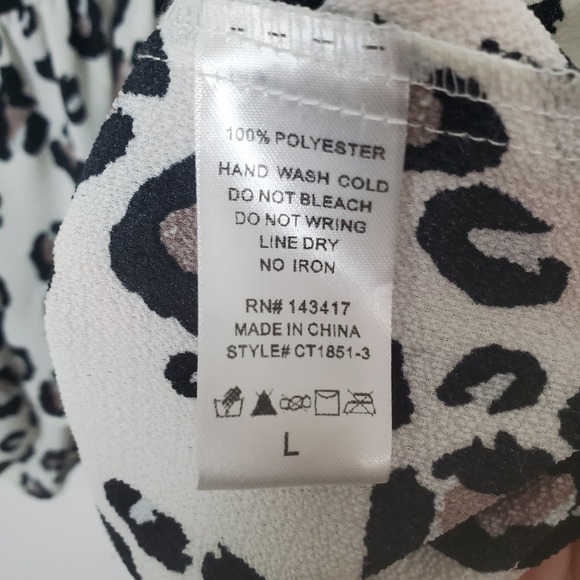 100% POLYESTER
HAND WASH COLD
DO NOT BLEACH
DO NOT WRING
LINE DRY
NO IRON
RN# 143417
MADE IN CHINA
STYLE# CT1851-3
L